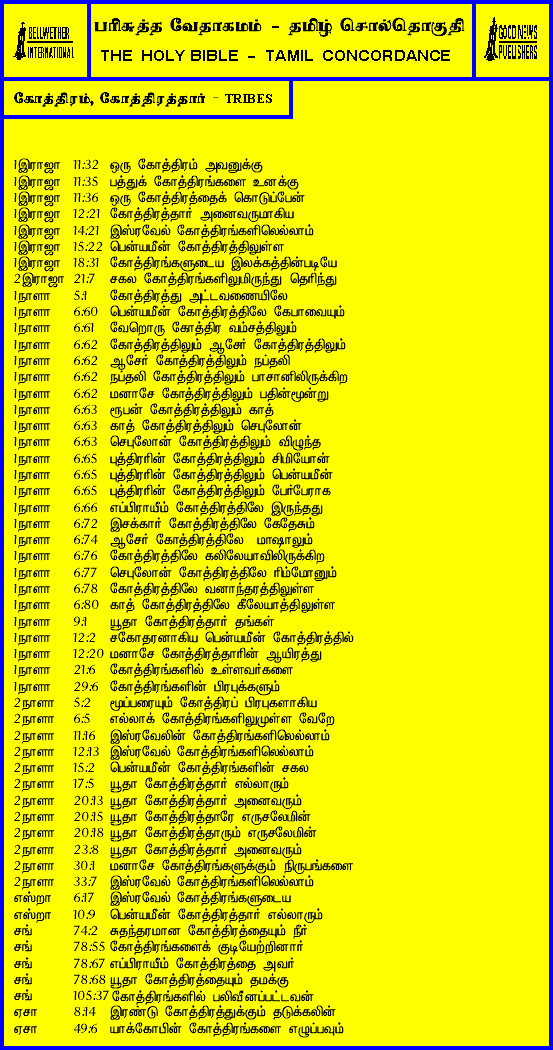 BELLWETHER
INTERNATIONAL
பரிசுத்த வேதாகமம் - தமிழ் சொல்தொகுதி
THE HOLY BIBLE - TAMIL CONCORDANCE
GOOD NEWS
PUBLISHERS
கோத்திரம், கோத்திரத்தார் - TRIBES
1இராஜா 11:32 ஒரு கோத்திரம் அவனுக்கு
1இராஜா 11:35 பத்துக் கோத்திரங்களை உனக்கு
1இராஜா 11:36 ஒரு கோத்திரத்தைக் கொடுப்பேன்
1இராஜா 12:21 கோத்திரத்தார் அனைவருமாகிய
1இராஜா 14:21 இஸ்ரவேல் கோத்திரங்களிலெல்லாம்
1இராஜா 15:22 பென்யமீன் கோத்திரத்திலுள்ள
1இராஜா 18:31 கோத்திரங்களுடைய இலக்கத்தின்படியே
2இராஜா 21:7 சகல கோத்திரங்களிலுமிருந்து தெரிந்து
1நாளா 5:1 கோத்திரத்து அட்டவணையிலே
1நாளா 6:60 பென்யமீன் கோத்திரத்திலே கேபாவையும்
1நாளா 6:61 வேறொரு கோத்திர வம்சத்திலும்
1நாளா 6:62 கோத்திரத்திலும் ஆசேர் கோத்திரத்திலும்
1நாளா 6:62 ஆசேர் கோத்திரத்திலும் நப்தலி
1நாளா 6:62 நப்தலி கோத்திரத்திலும் பாசானிலிருக்கிற
1நாளா 6:62 மனாசே கோத்திரத்திலும் பதின்மூன்று
1நாளா 6:63 ரூபன் கோத்திரத்திலும் காத்
1நாளா 6:63 காத் கோத்திரத்திலும் செபுலோன்
1நாளா 6:63 செபுலோன் கோத்திரத்திலும் விழுந்த
1நாளா 6:65 புத்திரரின் கோத்திரத்திலும் சிமியோன்
1நாளா 6:65 புத்திரரின் கோத்திரத்திலும் பென்யமீன்
1நாளா 6:65 புத்திரரின் கோத்திரத்திலும் பேர்பேராக
1நாளா 6:66 எப்பிராயீம் கோத்திரத்திலே இருந்தது
1நாளா 6:72 இசக்கார் கோத்திரத்திலே கேதேசும்
1நாளா 6:74 ஆசேர் கோத்திரத்திலே மாஷாலும்
1நாளா 6:76 கோத்திரத்திலே கலிலேயாவிலிருக்கிற
1நாளா 6:77 செபுலோன் கோத்திரத்திலே ரிம்மோனும்
1நாளா 6:78 கோத்திரத்திலே வனாந்தரத்திலுள்ள
1நாளா 6:80 காத் கோத்திரத்திலே கீலேயாத்திலுள்ள
1நாளா 9:1 யூதா கோத்திரத்தார் தங்கள்
1நாளா 12:2 சகோதரனாகிய பென்யமீன் கோத்திரத்தில்
1நாளா 12:20 மனாசே கோத்திரத்தாரின் ஆயிரத்து
1நாளா 21:6 கோத்திரங்களில் உள்ளவர்களை
1நாளா 29:6 கோத்திரங்களின் பிரபுக்களும்
2நாளா 5:2 மூப்பரையும் கோத்திரப் பிரபுகளாகிய
2நாளா 6:5 எல்லாக் கோத்திரங்களிலுமுள்ள வேறே
2நாளா 11:16 இஸ்ரவேலின் கோத்திரங்களிலெல்லாம்
2நாளா 12:13 இஸ்ரவேல் கோத்திரங்களிலெல்லாம்
2நாளா 15:2 பென்யமீன் கோத்திரங்களின் சகல
2நாளா 17:5 யூதா கோத்திரத்தார் எல்லாரும்
2நாளா 20:13 யூதா கோத்திரத்தார் அனைவரும்
2நாளா 20:15 யூதா கோத்திரத்தாரே எருசலேமின்
2நாளா 20:18 யூதா கோத்திரத்தாரும் எருசலேமின்
2நாளா 23:8 யூதா கோத்திரத்தார் அனைவரும்
2நாளா 30:1 மனாசே கோத்திரங்களுக்கும் நிருபங்களை
2நாளா 33:7 இஸ்ரவேல் கோத்திரங்களிலெல்லாம்
எஸ்றா 6:17 இஸ்ரவேல் கோத்திரங்களுடைய
எஸ்றா 10:9 பென்யமீன் கோத்திரத்தார் எல்லாரும்
சங் 74:2 சுதந்தரமான கோத்திரத்தையும் நீர்
சங் 78:55 கோத்திரங்களைக் குடியேற்றினார்
சங் 78:67 எப்பிராயீம் கோத்திரத்தை அவர்
சங் 78:68 யூதா கோத்திரத்தையும் தமக்கு
சங் 105:37 கோத்திரங்களில் பலவீனப்பட்டவன்
ஏசா 8:14 இரண்டு கோத்திரத்துக்கும் தடுக்கலின்
ஏசா 49:6 யாக்கோபின் கோத்திரங்களை எழுப்பவும்